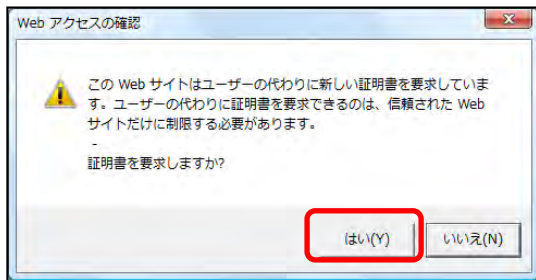 Web アクセスの確認
この Web サイトはユーザーの代わりに新しい証明書を要求していま
す。ユーザーの代わりに証明書を要求できるのは、信頼された Web
サイトだけに制限する必要があります。
-
証明書を要求しますか?
はい(Y) いいえ(N)